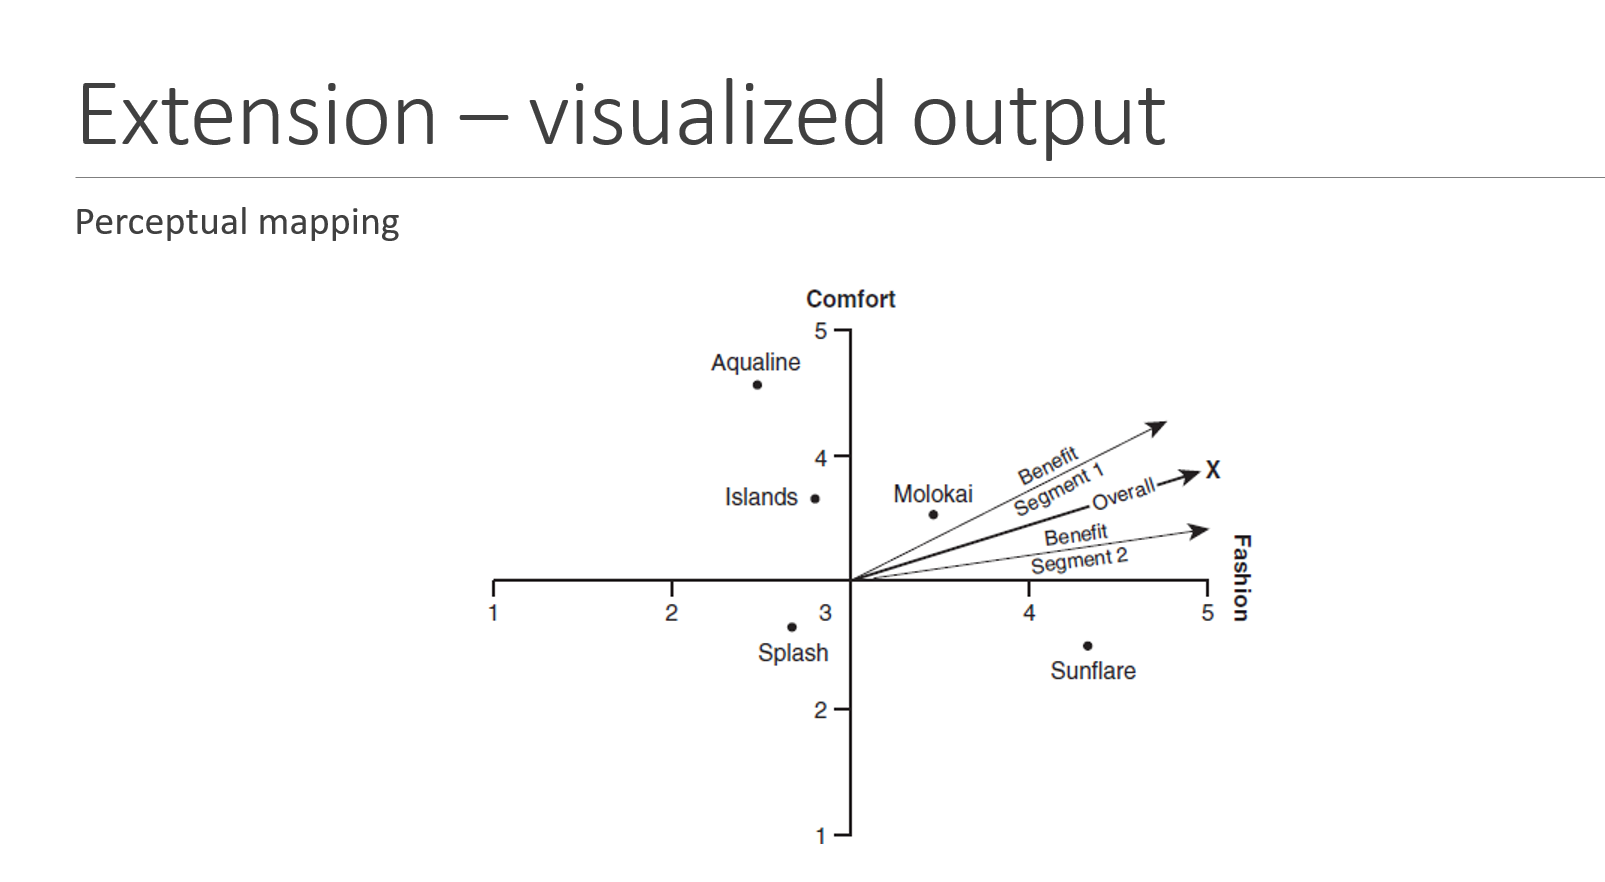 Extension – visualized output
Perceptual mapping
Comfort
5
Aqualine
4
Islands
Molokai
Benefit
Segment 1
Overall
X
Benefit
Segment 2
Fashion
1
2
3
4
5
Splash
Sunflare
2
1